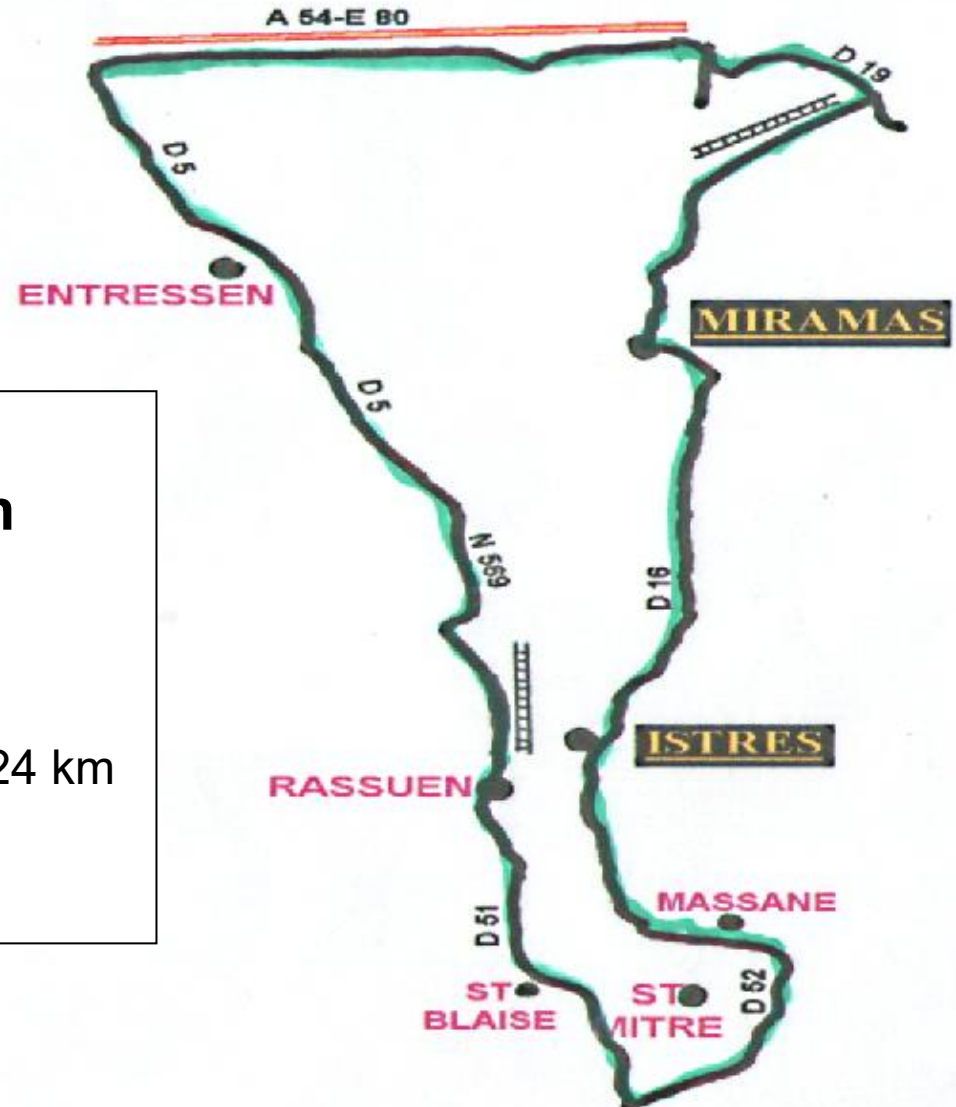 A 54-E 80
D 19
D 5
ENTRESSEN
MIRAMAS
D 5
N 569
D 16
24 km
ISTRES
RASSUEN
MASSANE
D 51
D 52
ST
BLAISE
ST
MITRE